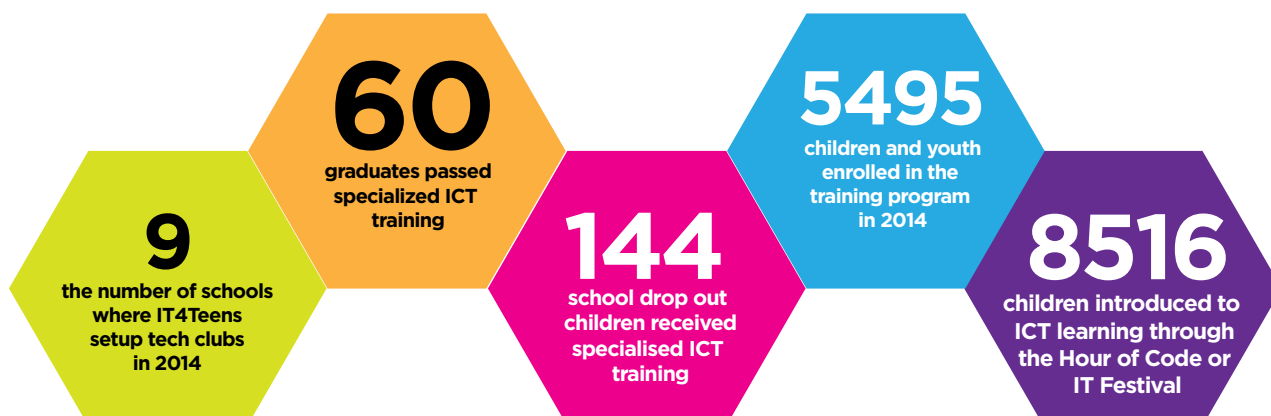 9
the number of schools
where IT4Teens
setup tech clubs
in 2014
60
graduates passed
specialized ICT
training
144
school drop out
children received
specialised ICT
training
5495
children and youth
enrolled in the
training program
in 2014
8516
children introduced to
ICT learning through
the Hour of Code or
IT Festival